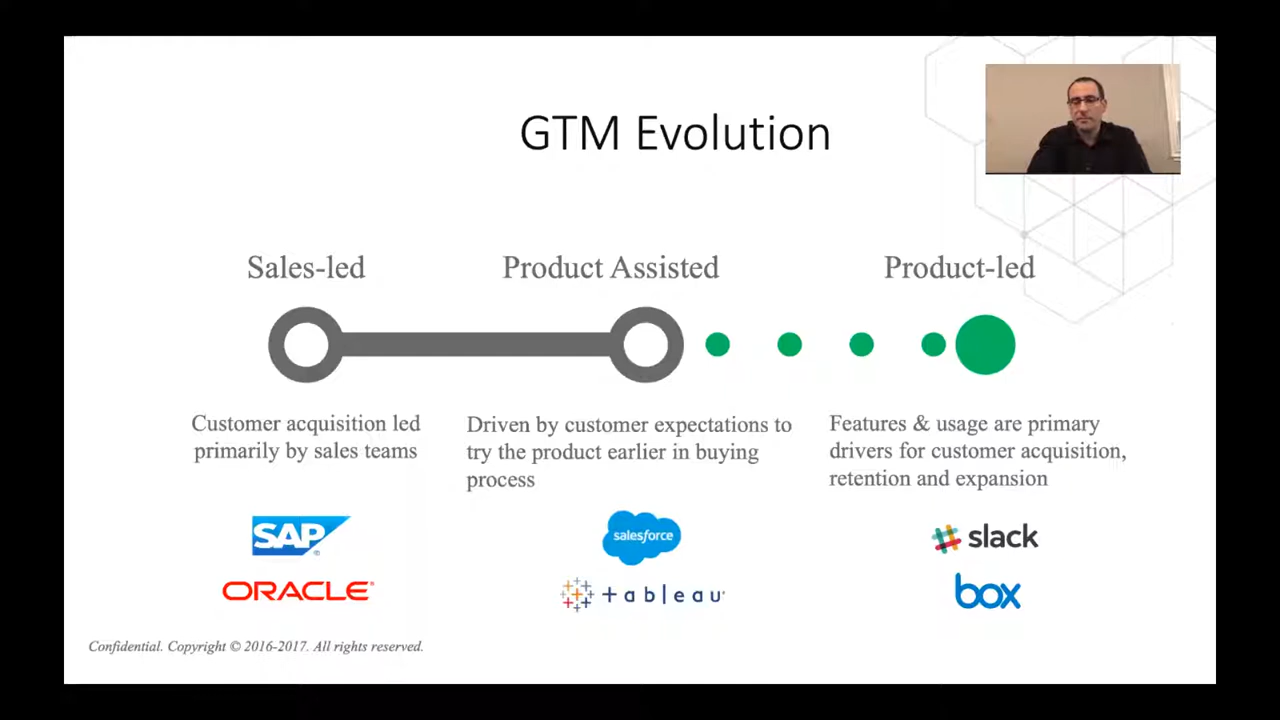 GTM Evolution
Sales-led
Product Assisted
Product-led
Customer acquisition led
primarily by sales teams
Driven by customer expectations to
try the product earlier in buying
process
Features & usage are primary
drivers for customer acquisition,
retention and expansion
SAP®
ORACLE®
salesforce
+ableau®
slack
box
Confidential. Copyright © 2016-2017. All rights reserved.